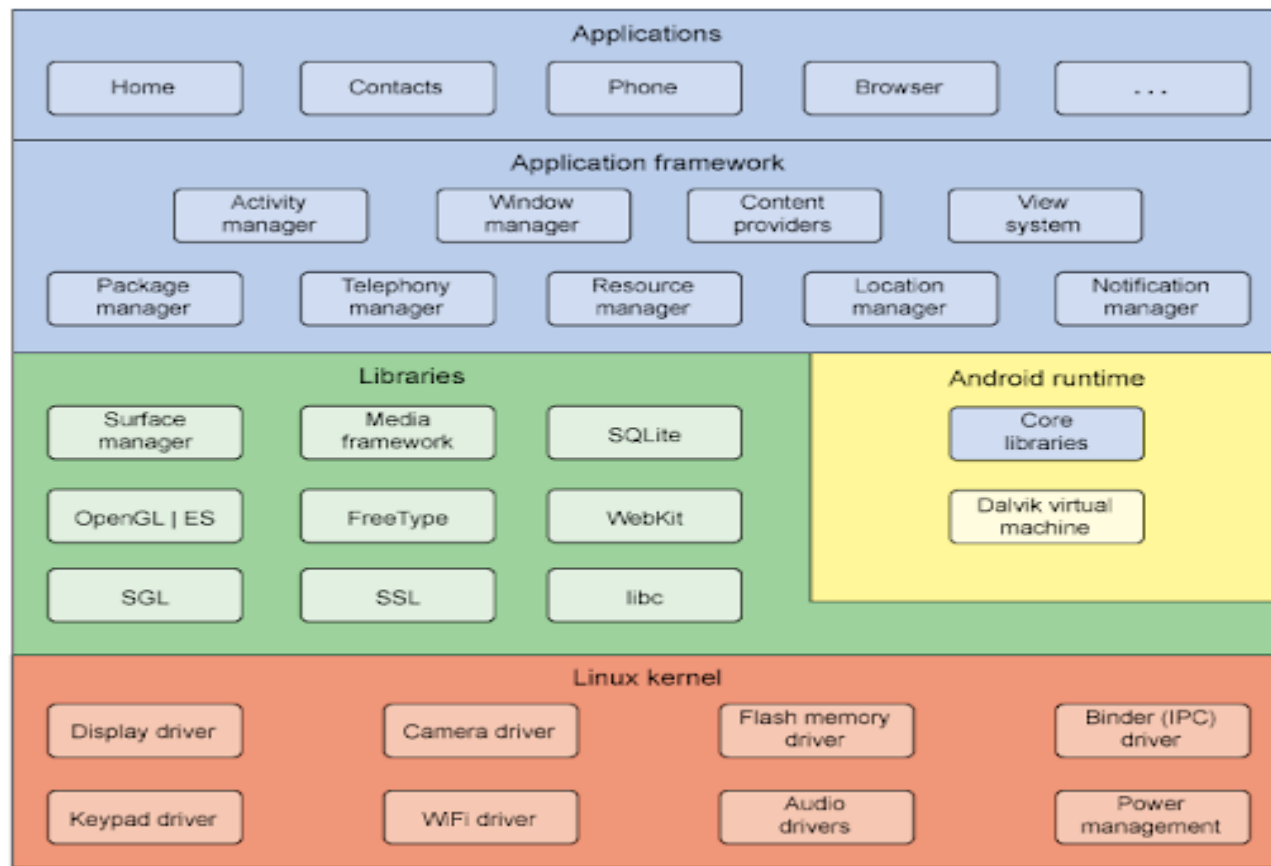 Applications
Home
Contacts
Phone
Browser
...
Application framework
Activity
manager
Window
manager
Content
providers
View
system
Package
manager
Telephony
manager
Resource
manager
Location
manager
Notification
manager
Libraries
Surface
manager
Media
framework
SQLite
OpenGL | ES
FreeType
WebKit
SGL
SSL
libc
Android runtime
Core
libraries
Dalvik virtual
machine
Linux kernel
Display driver
Camera driver
Flash memory
driver
Binder (IPC)
driver
Keypad driver
WiFi driver
Audio
drivers
Power
management